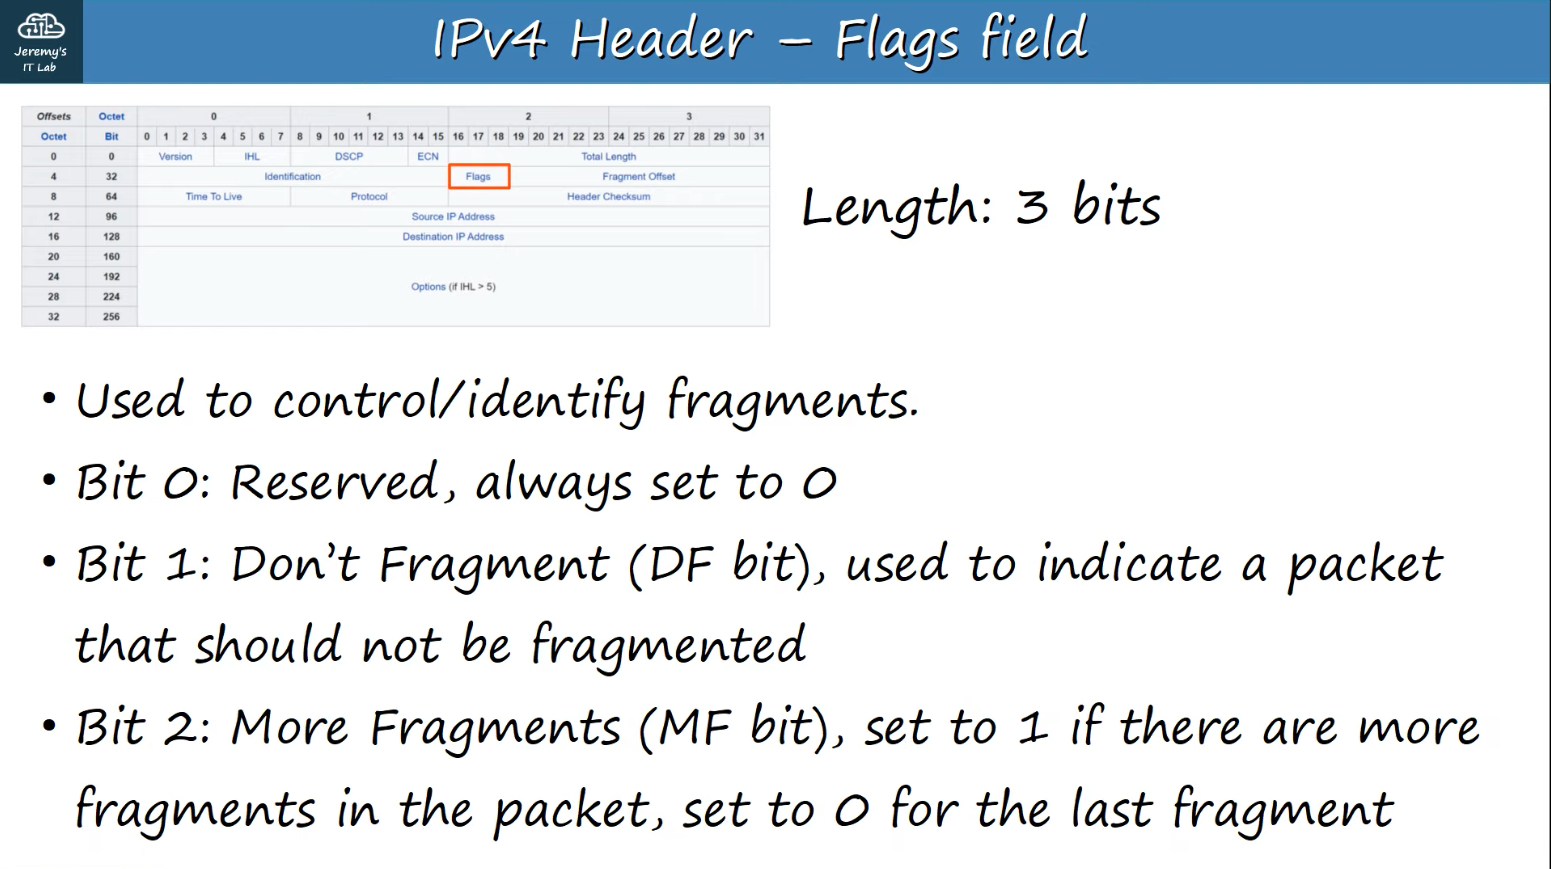 Jeremy's
IT Lab
IPv4 Header – Flags field
Offsets Octet 0 1 2 3
Octet Bit 0 1 2 3 4 5 6 7 8 9 10 11 12 13 14 15 16 17 18 19 20 21 22 23 24 25 26 27 28 29 30 31
0 0 Version IHL DSCP ECN Total Length
4 32 Identification Flags Fragment Offset
8 64 Time To Live Protocol Header Checksum
12 96 Source IP Address
16 128 Destination IP Address
20 160
24 192
Options (if IHL > 5)
28 224
32 256
Length: 3 bits
• Used to control/identify fragments.
• Bit 0: Reserved, always set to 0
• Bit 1: Don't Fragment (DF bit), used to indicate a packet
that should not be fragmented
• Bit 2: More Fragments (MF bit), set to 1 if there are more
fragments in the packet, set to 0 for the last fragment